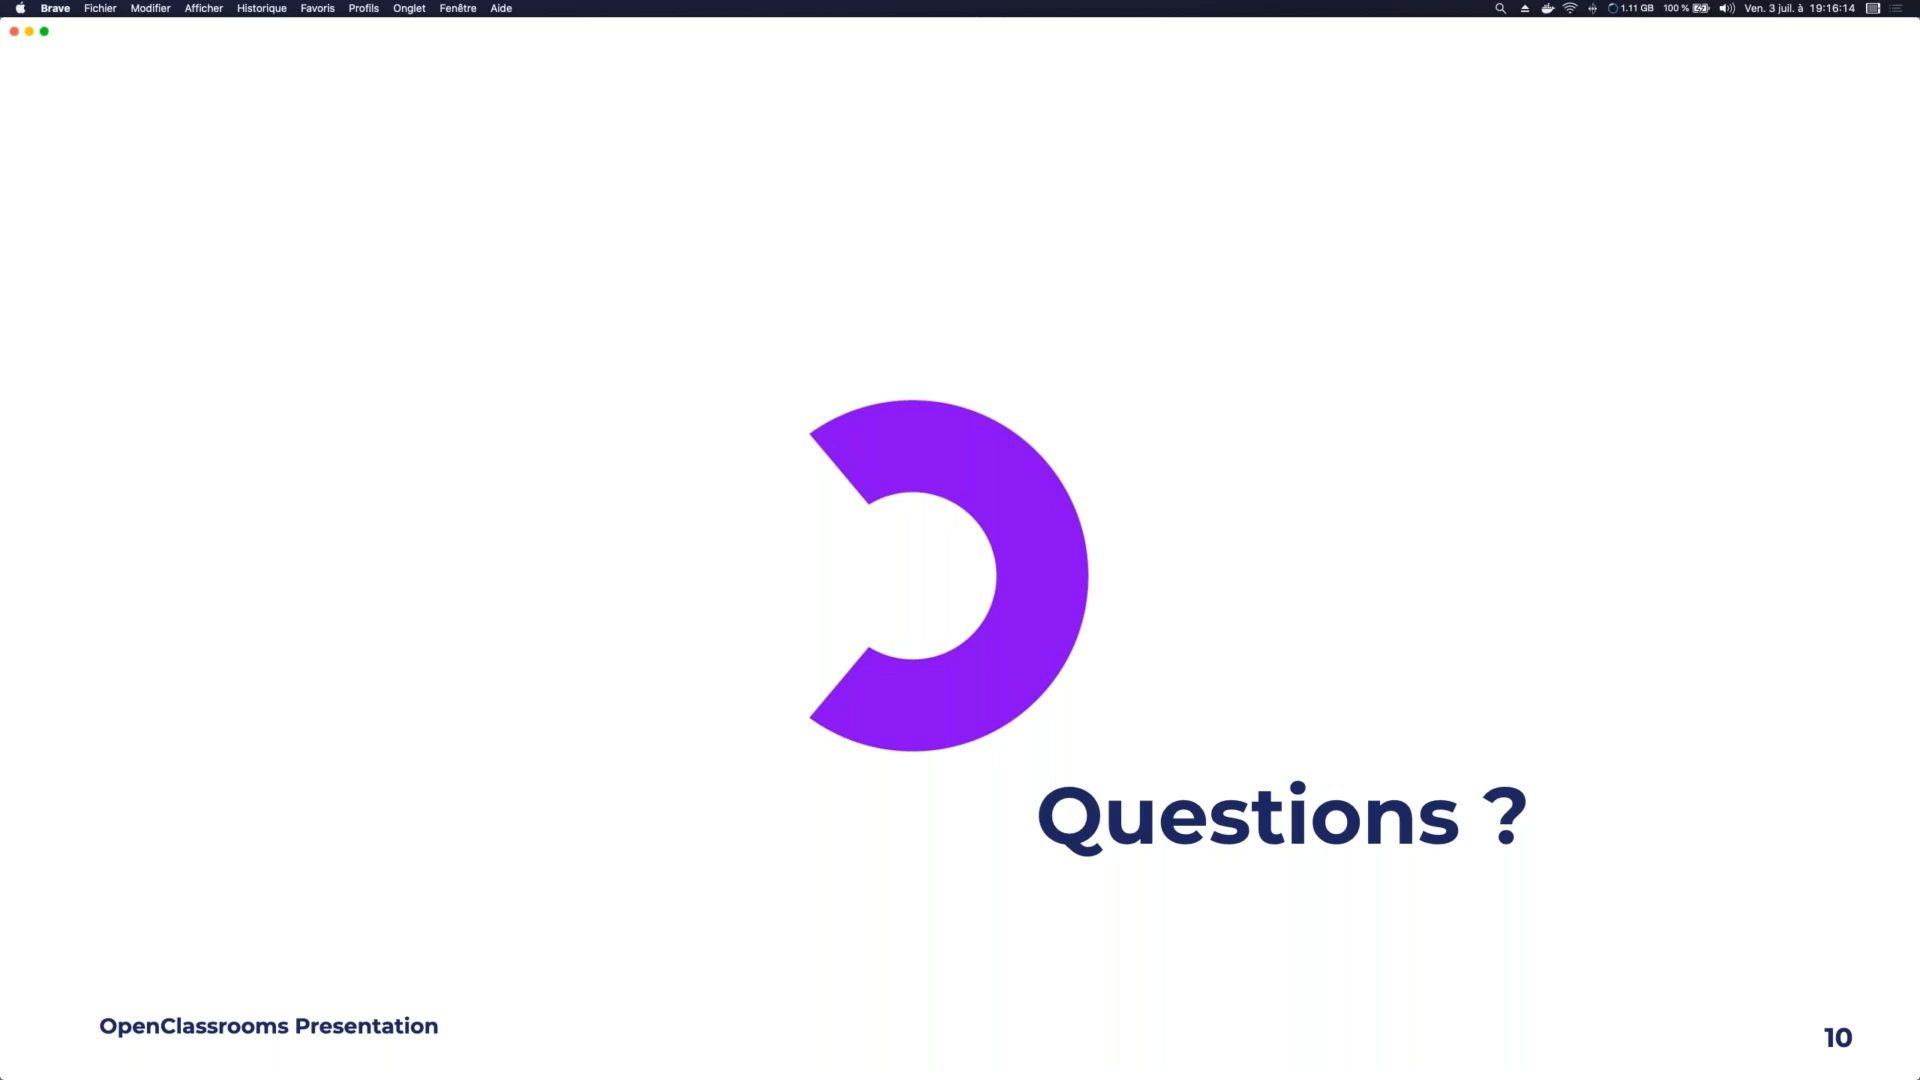 Brave Fichier Modifier Afficher Historique Favoris Profils Onglet Fenêtre Aide 1.11 GB 100 % Ven. 3 juil. à 19:16:14
Questions ?
OpenClassrooms Presentation
10